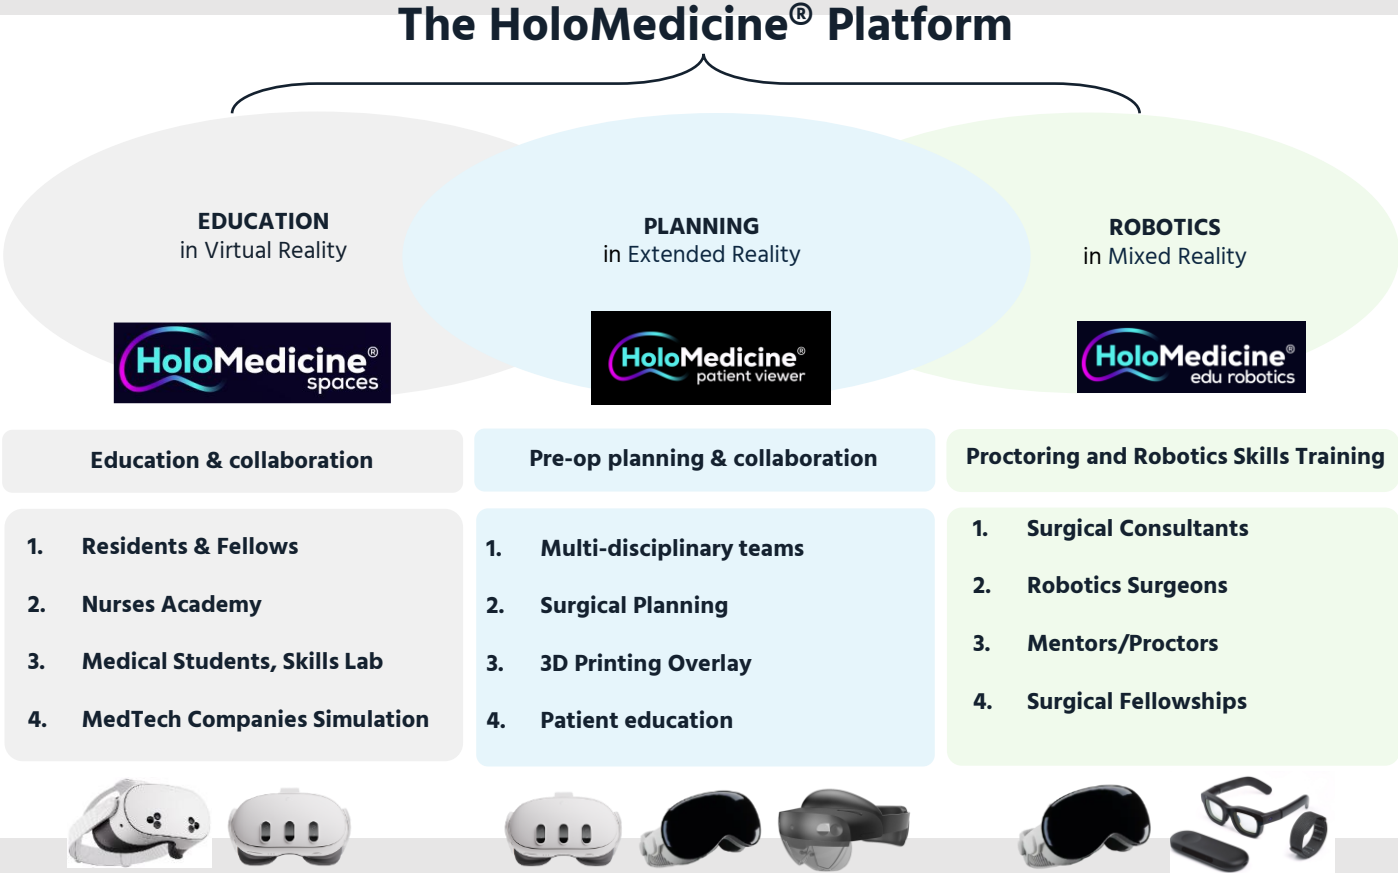 The HoloMedicine® Platform
EDUCATION
in Virtual Reality
HoloMedicine®
spaces
PLANNING
in Extended Reality
HoloMedicine®
patient viewer
ROBOTICS
in Mixed Reality
HoloMedicine®
edu robotics
Education & collaboration
1. Residents & Fellows
2. Nurses Academy
3. Medical Students, Skills Lab
4. MedTech Companies Simulation
Pre-op planning & collaboration
1. Multi-disciplinary teams
2. Surgical Planning
3. 3D Printing Overlay
4. Patient education
Proctoring and Robotics Skills Training
1. Surgical Consultants
2. Robotics Surgeons
3. Mentors/Proctors
4. Surgical Fellowships